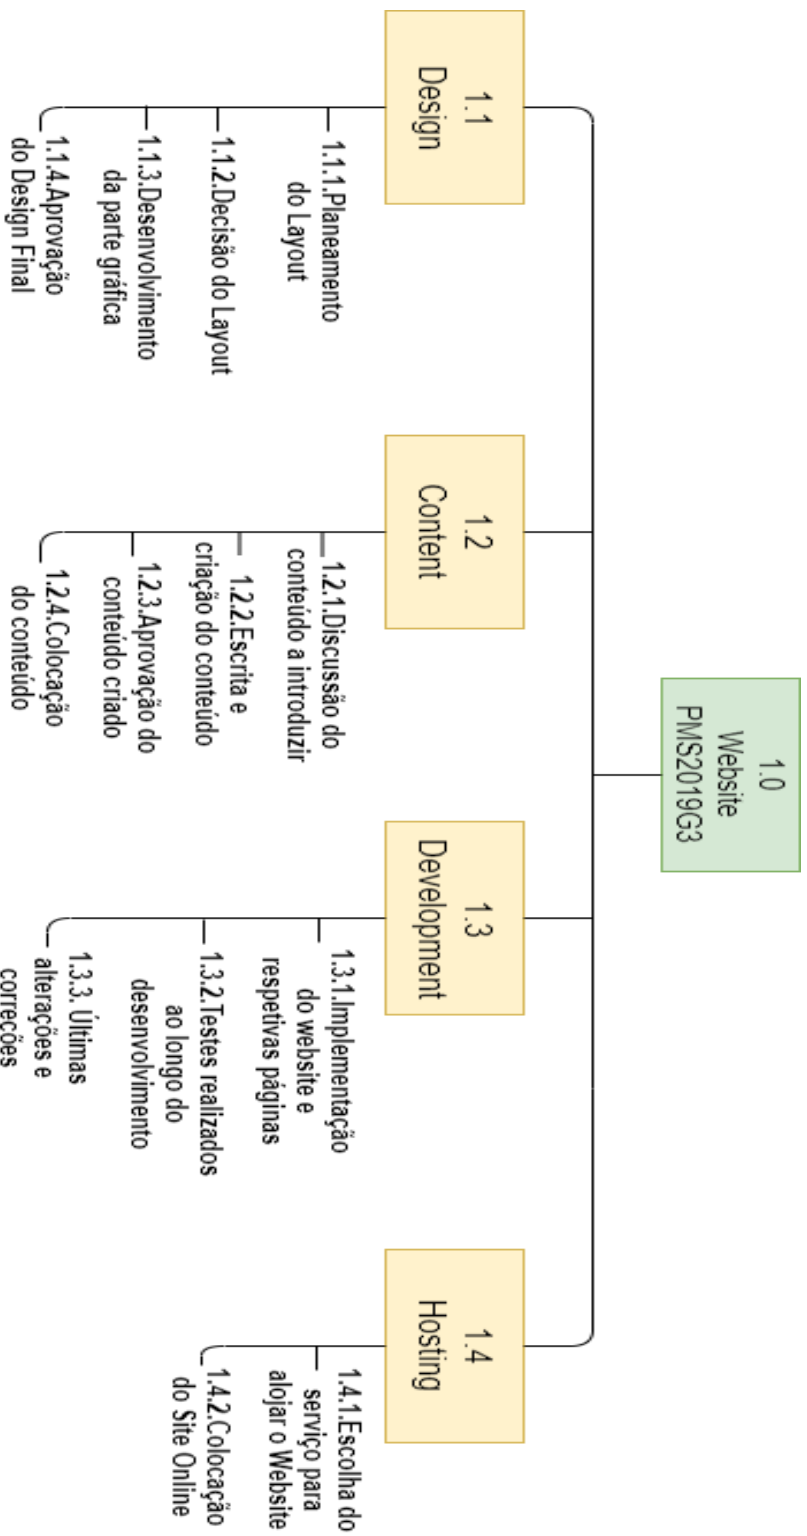 1.0
Website
PMS2019G3
1.1
Design
1.1.1.Planeamento
do Layout
1.1.2.Decisão do Layout
1.1.3.Desenvolvimento
da parte gráfica
1.1.4.Aprovação
do Design Final
1.2
Content
1.2.1.Discussão do
conteúdo a introduzir
1.2.2.Escrita e
criação do conteúdo
1.2.3.Aprovação do
conteúdo criado
1.2.4.Colocação
do conteúdo
1.3
Development
1.3.1.Implementação
do website e
respetivas páginas
1.3.2.Testes realizados
ao longo do
desenvolvimento
1.3.3. Últimas
alterações e
correções
1.4
Hosting
1.4.1.Escolha do
serviço para
alojar o Website
1.4.2.Colocação
do Site Online